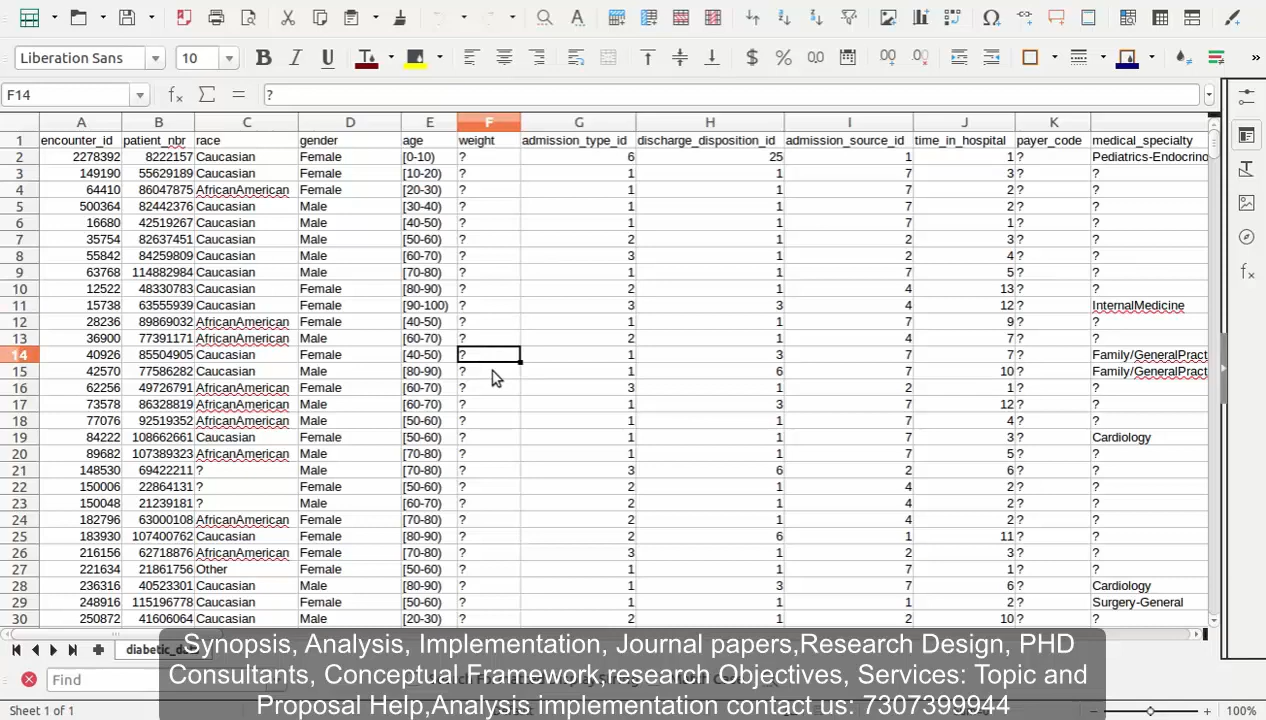 Liberation Sans 10
F14 ?
A B C D E F G H I J K
1 encounter_id patient_nbr race gender age weight admission_type_id discharge_disposition_id admission_source_id time_in_hospital payer_code medical_specialty
2 2278392 8222157 Caucasian Female [0-10) ? 6 25 1 1 ? Pediatrics-Endocrino
3 149190 55629189 Caucasian Female [10-20) ? 1 1 7 3 ? ?
4 64410 86047875 AfricanAmerican Female [20-30) ? 1 1 7 2 ? ?
5 500364 82442376 Caucasian Male [30-40) ? 1 1 7 2 ? ?
6 16680 42519267 Caucasian Male [40-50) ? 1 1 7 1 ? ?
7 35754 82637451 Caucasian Male [50-60) ? 2 1 2 3 ? ?
8 55842 84259809 Caucasian Male [60-70) ? 3 1 2 4 ? ?
9 63768 114882984 Caucasian Male [70-80) ? 1 1 7 5 ? ?
10 12522 48330783 Caucasian Female [80-90) ? 2 1 4 13 ? ?
11 15738 63555939 Caucasian Female [90-100) ? 3 3 4 12 ? InternalMedicine
12 28236 89869032 AfricanAmerican Female [40-50) ? 1 1 7 9 ? ?
13 36900 77391171 AfricanAmerican Male [60-70) ? 2 1 4 7 ? ?
14 40926 85504905 Caucasian Female [40-50) ? 1 3 7 7 ? Family/GeneralPract
15 42570 77586282 Caucasian Male [80-90) ? 1 6 7 10 ? Family/GeneralPract
16 62256 49726791 AfricanAmerican Female [60-70) ? 3 1 2 1 ? ?
17 73578 86328819 AfricanAmerican Male [60-70) ? 1 3 7 12 ? ?
18 77076 92519352 AfricanAmerican Male [50-60) ? 1 1 7 4 ? ?
19 84222 108662661 Caucasian Female [50-60) ? 1 1 7 3 ? Cardiology
20 89682 107389323 AfricanAmerican Male [70-80) ? 1 1 7 5 ? ?
21 148530 69422211 ? Male [70-80) ? 3 6 2 6 ? ?
22 150006 22864131 ? Female [50-60) ? 2 1 4 2 ? ?
23 150048 21239181 ? Male [60-70) ? 2 1 4 2 ? ?
24 182796 63000108 AfricanAmerican Female [70-80) ? 2 1 4 2 ? ?
25 183930 107400762 Caucasian Female [80-90) ? 2 6 1 11 ? ?
26 216156 62718876 AfricanAmerican Female [70-80) ? 3 1 2 3 ? ?
27 221634 21861756 Other Female [50-60) ? 1 1 7 1 ? ?
28 236316 40523301 Caucasian Male [80-90) ? 1 3 7 6 ? Cardiology
29 248916 115196778 Caucasian Female [50-60) ? 1 1 1 2 ? Surgery-General
30 250872 41606064 Caucasian Male [20-30) ? 2 1 2 10 ? ?
Synopsis, Analysis, Implementation, Journal papers,Research Design, PHD
Consultants, Conceptual Framework,research Objectives, Services: Topic and
Proposal Help,Analysis implementation contact us: 7307399944
Find
Sheet 1 of 1 100%